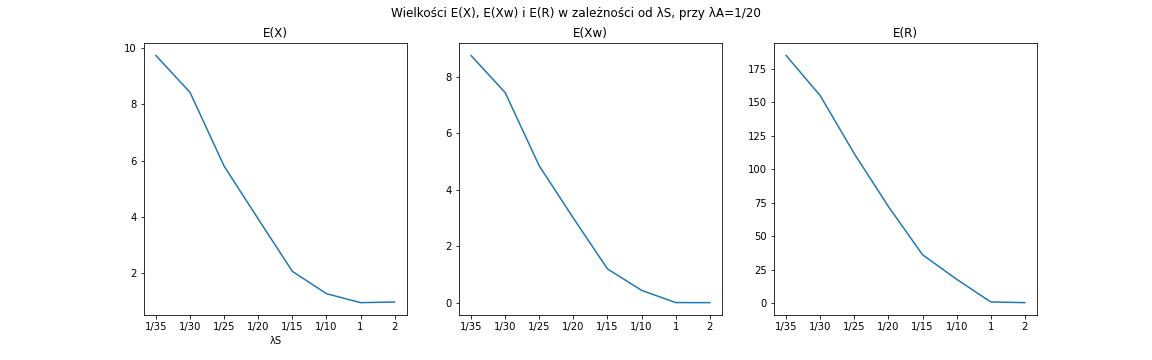 Wielkości E(X), E(Xw) i E(R) w zależności od λS, przy λA=1/20
E(X)
10
8
6
4
2
1/35 1/30 1/25 1/20 1/15 1/10 1 2
λS
E(Xw)
8
6
4
2
0
1/35 1/30 1/25 1/20 1/15 1/10 1 2
E(R)
175
150
125
100
75
50
25
0
1/35 1/30 1/25 1/20 1/15 1/10 1 2